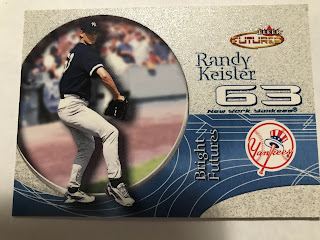 FLEER
FUTURES
Randy
Keisler
63
New York Yankees®
Bright
Futures
Yankees